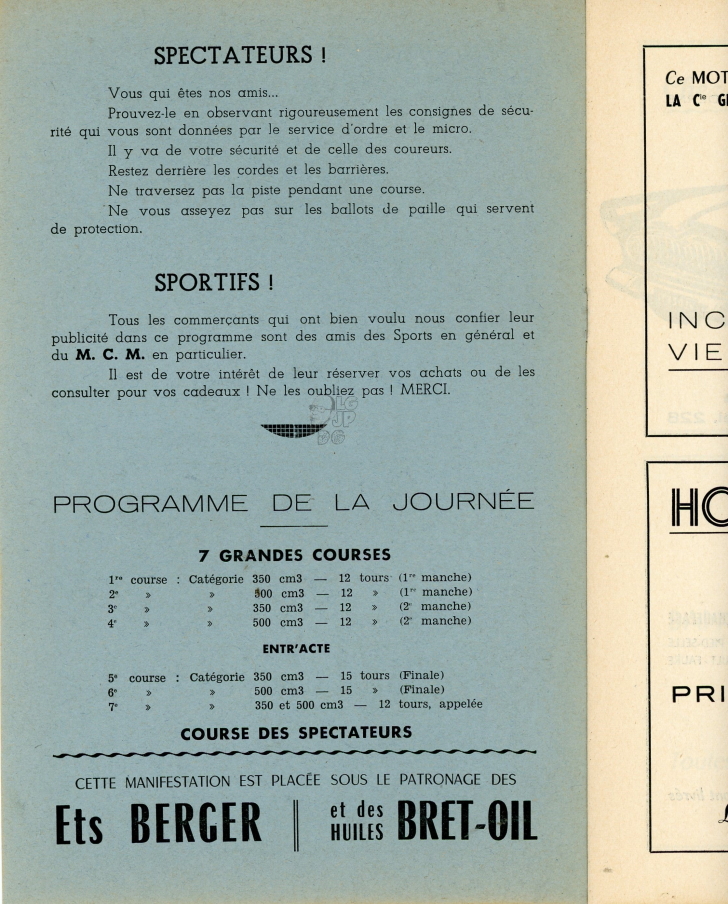 SPECTATEURS !
Vous qui êtes nos amis...
Prouvez-le en observant rigoureusement les consignes de sécu-
rité qui vous sont données par le service d'ordre et le micro.
Il y va de votre sécurité et de celle des coureurs.
Restez derrière les cordes et les barrières.
Ne traversez pas la piste pendant une course.
Ne vous asseyez pas sur les ballots de paille qui servent
de protection.
SPORTIFS !
Tous les commerçants qui ont bien voulu nous confier leur
publicité dans ce programme sont des amis des Sports en général et
du M. C. M. en particulier.
Il est de votre intérêt de leur réserver vos achats ou de les
consulter pour vos cadeaux ! Ne les oubliez pas ! MERCI.
PROGRAMME DE LA JOURNÉE
7 GRANDES COURSES
1re course : Catégorie 350 cm3 — 12 tours (1re manche)
2e » » 500 cm3 — 12 » (1re manche)
3e » » 350 cm3 — 12 » (2e manche)
4e » » 500 cm3 — 12 » (2e manche)
ENTR'ACTE
5e course : Catégorie 350 cm3 — 15 tours (Finale)
6e » » 500 cm3 — 15 » (Finale)
7e » » 350 et 500 cm3 — 12 tours, appelée
COURSE DES SPECTATEURS
CETTE MANIFESTATION EST PLACÉE SOUS LE PATRONAGE DES
Ets BERGER
et des
HUILES BRET-OIL
Ce MOT
LA Cie
INC
VIE
HO
PRI